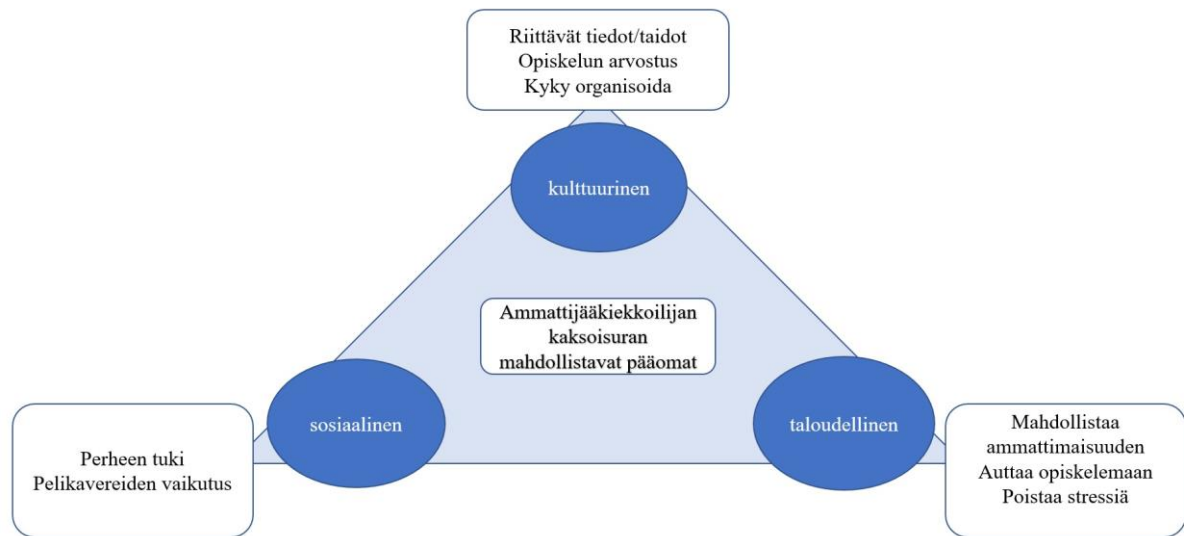 Riittävät tiedot/taidot
Opiskelun arvostus
Kyky organisoida
kulttuurinen
Ammattijääkiekkoilijan
kaksoisuran
mahdollistavat pääomat
sosiaalinen
taloudellinen
Perheen tuki
Pelikavereiden vaikutus
Mahdollistaa
ammattimaisuuden
Auttaa opiskelemaan
Poistaa stressiä